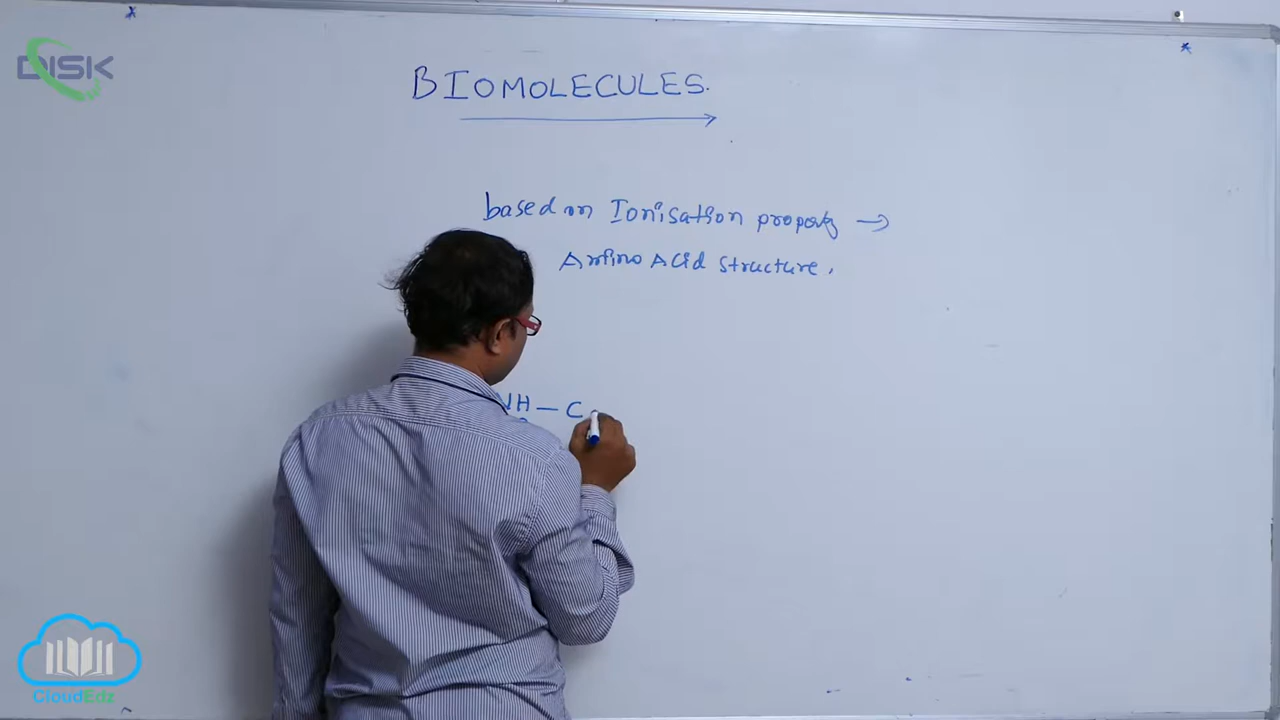 DISK
BIOMOLECULES.
based on Ionisation property →
Amino Acid structure.
NH — C
CloudEdz